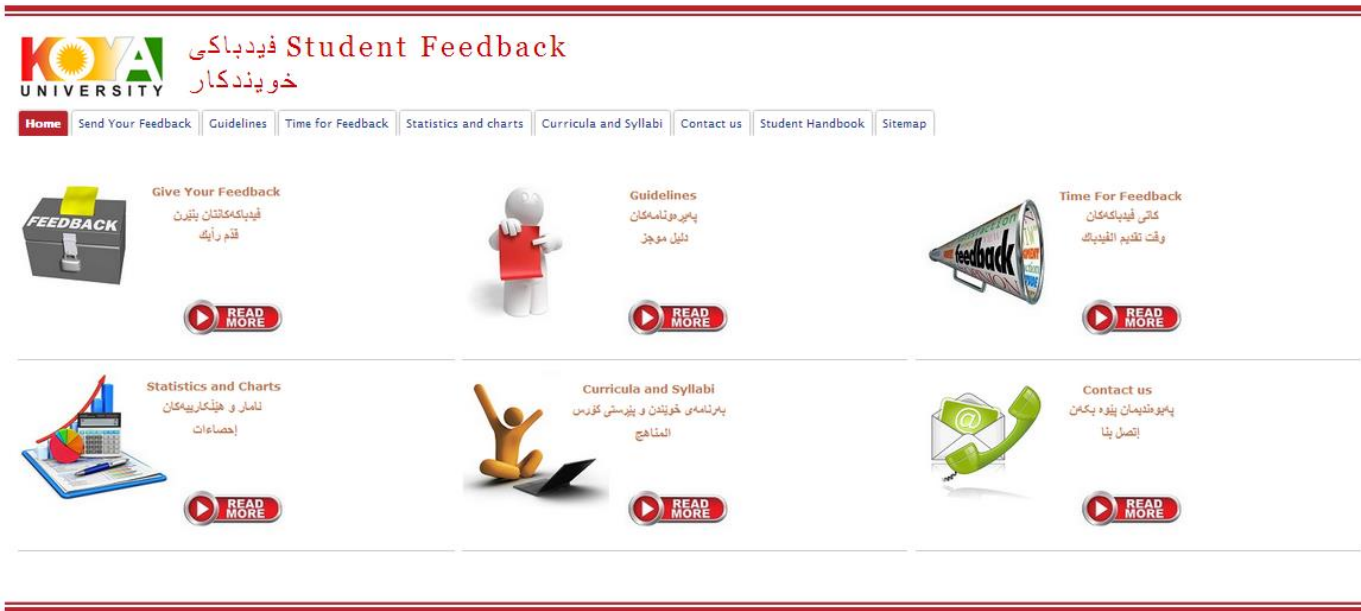 KOYA
UNIVERSITY
Student Feedback فیدباکی
خویندکار
Home
Send Your Feedback
Guidelines
Time for Feedback
Statistics and charts
Curricula and Syllabi
Contact us
Student Handbook
Sitemap
FEEDBACK
Give Your Feedback
فیدباکەکانتان بنێرن
قدّم رأيك
READ
MORE
Guidelines
پەیڕەونامەکان
دليل موجز
READ
MORE
feedback
Time For Feedback
کاتی فیدباکەکان
وقت تقديم الفيدباك
READ
MORE
Statistics and Charts
ئامار و هێڵکارییەکان
إحصاءات
READ
MORE
Curricula and Syllabi
بەرنامەی خوێندن و پێڕستی کۆرس
المناهج
READ
MORE
@
Contact us
پەیوەندیمان پێوە بکەن
إتصل بنا
READ
MORE